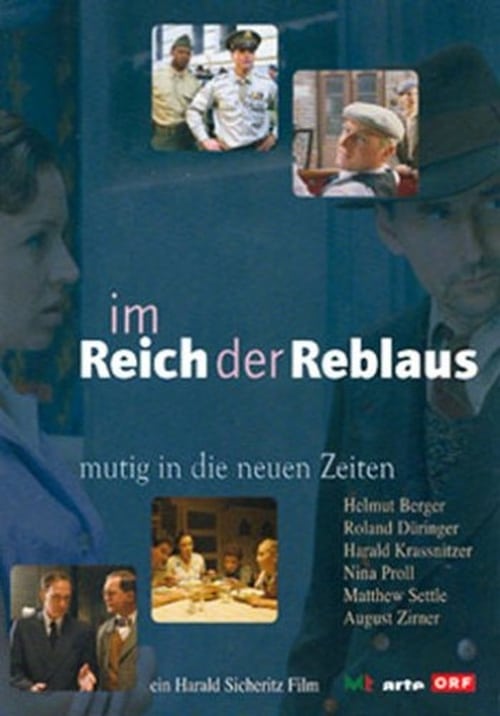 im
Reich der Reblaus
mutig in die neuen Zeiten
Helmut Berger
Roland Düringer
Harald Krassnitzer
Nina Proll
Matthew Settle
August Zirner
ein Harald Sicheritz Film
arte ORF